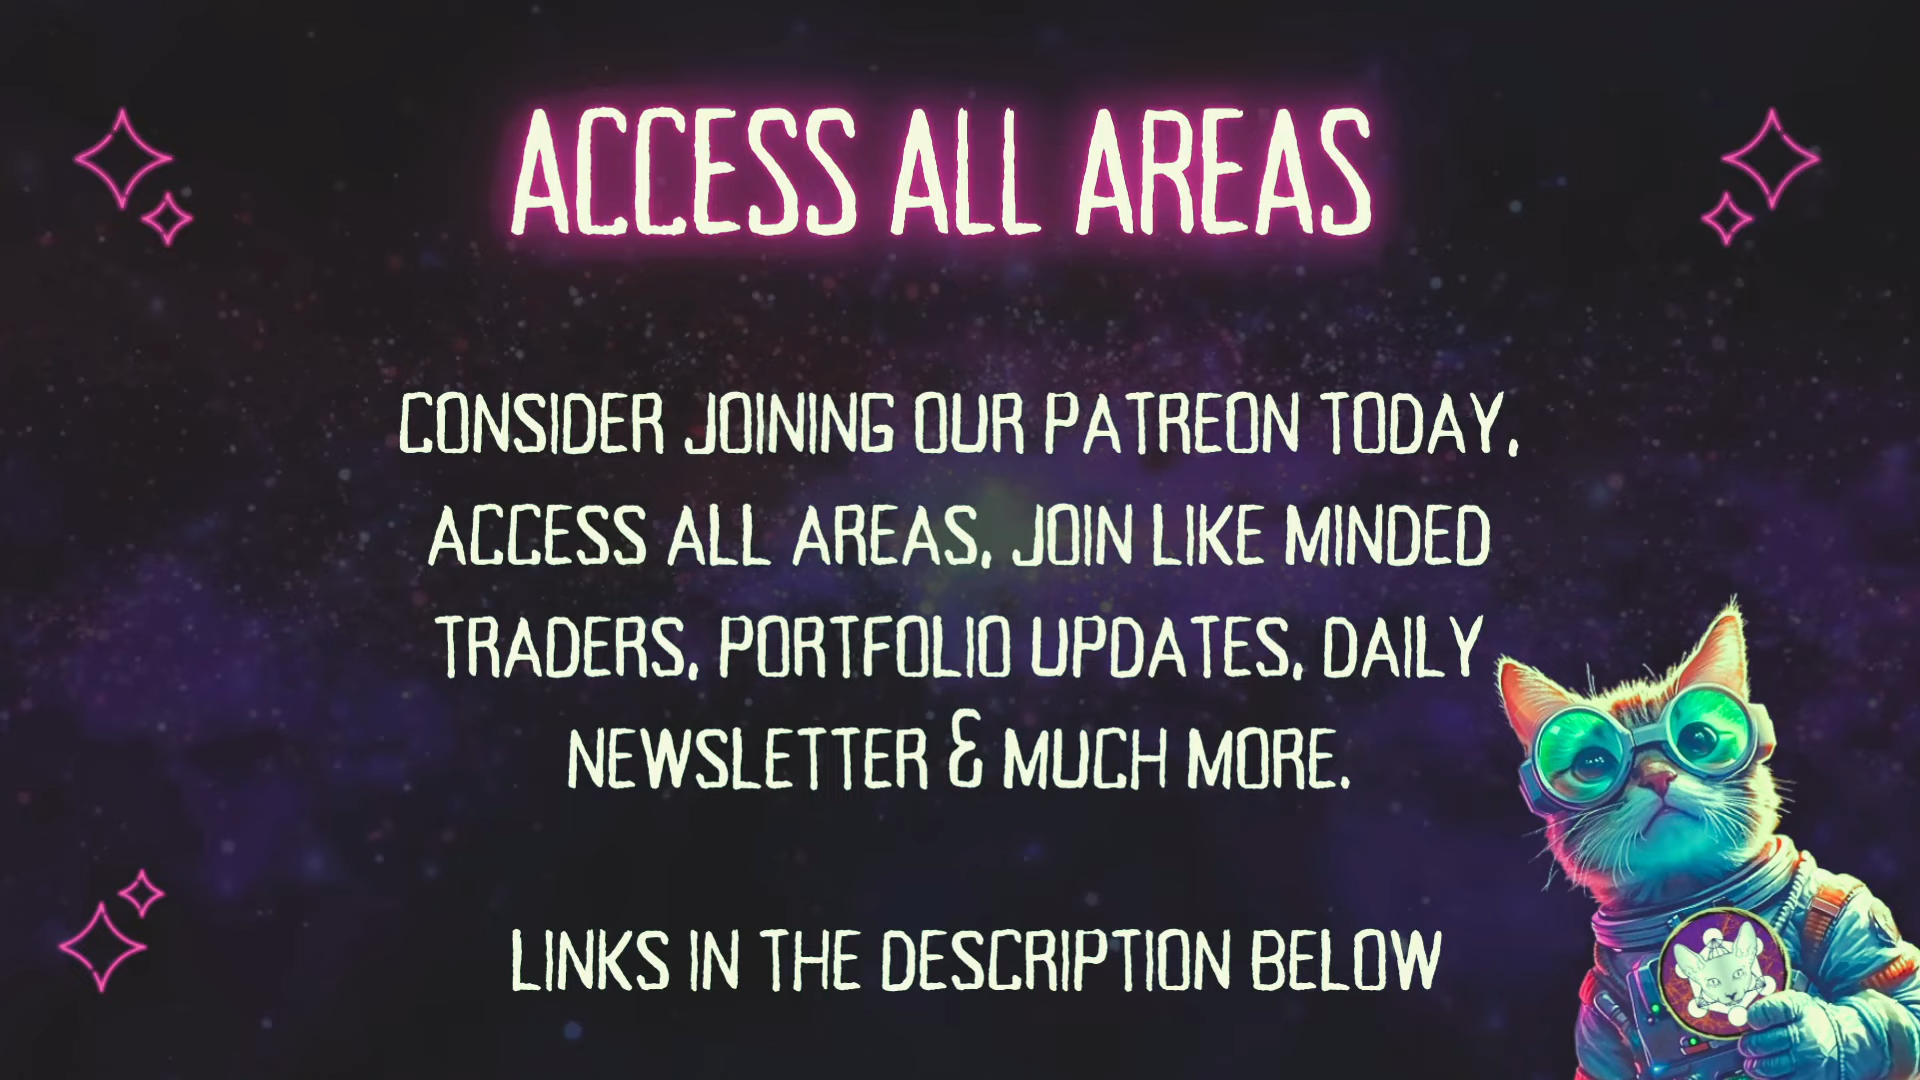 ACCESS ALL AREAS
CONSIDER JOINING OUR PATREON TODAY,
ACCESS ALL AREAS, JOIN LIKE MINDED
TRADERS, PORTFOLIO UPDATES, DAILY
NEWSLETTER & MUCH MORE.
LINKS IN THE DESCRIPTION BELOW